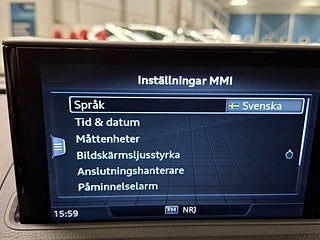 Inställningar MMI
Språk Svenska
Tid & datum
Måttenheter
Bildskärmsljusstyrka
Anslutningshanterare
Påminnelselarm
15:59 FM NRJ